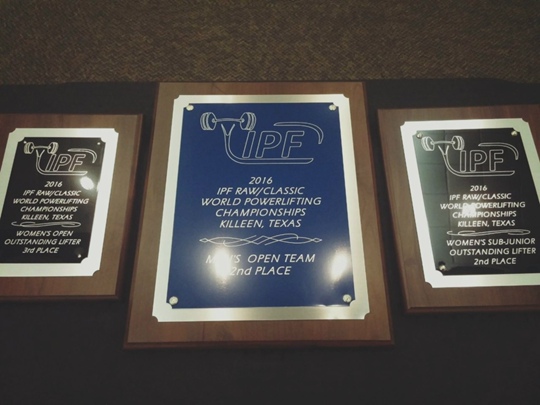 IPF
2016
IPF RAW/CLASSIC
WORLD POWERLIFTING
CHAMPIONSHIPS
KILLEEN, TEXAS
WOMEN'S OPEN
OUTSTANDING LIFTER
3rd PLACE
IPF
2016
IPF RAW/CLASSIC
WORLD POWERLIFTING
CHAMPIONSHIPS
KILLEEN, TEXAS
MEN'S OPEN TEAM
2nd PLACE
IPF
2016
IPF RAW/CLASSIC
WORLD POWERLIFTING
CHAMPIONSHIPS
KILLEEN, TEXAS
WOMEN'S SUB-JUNIOR
OUTSTANDING LIFTER
2nd PLACE